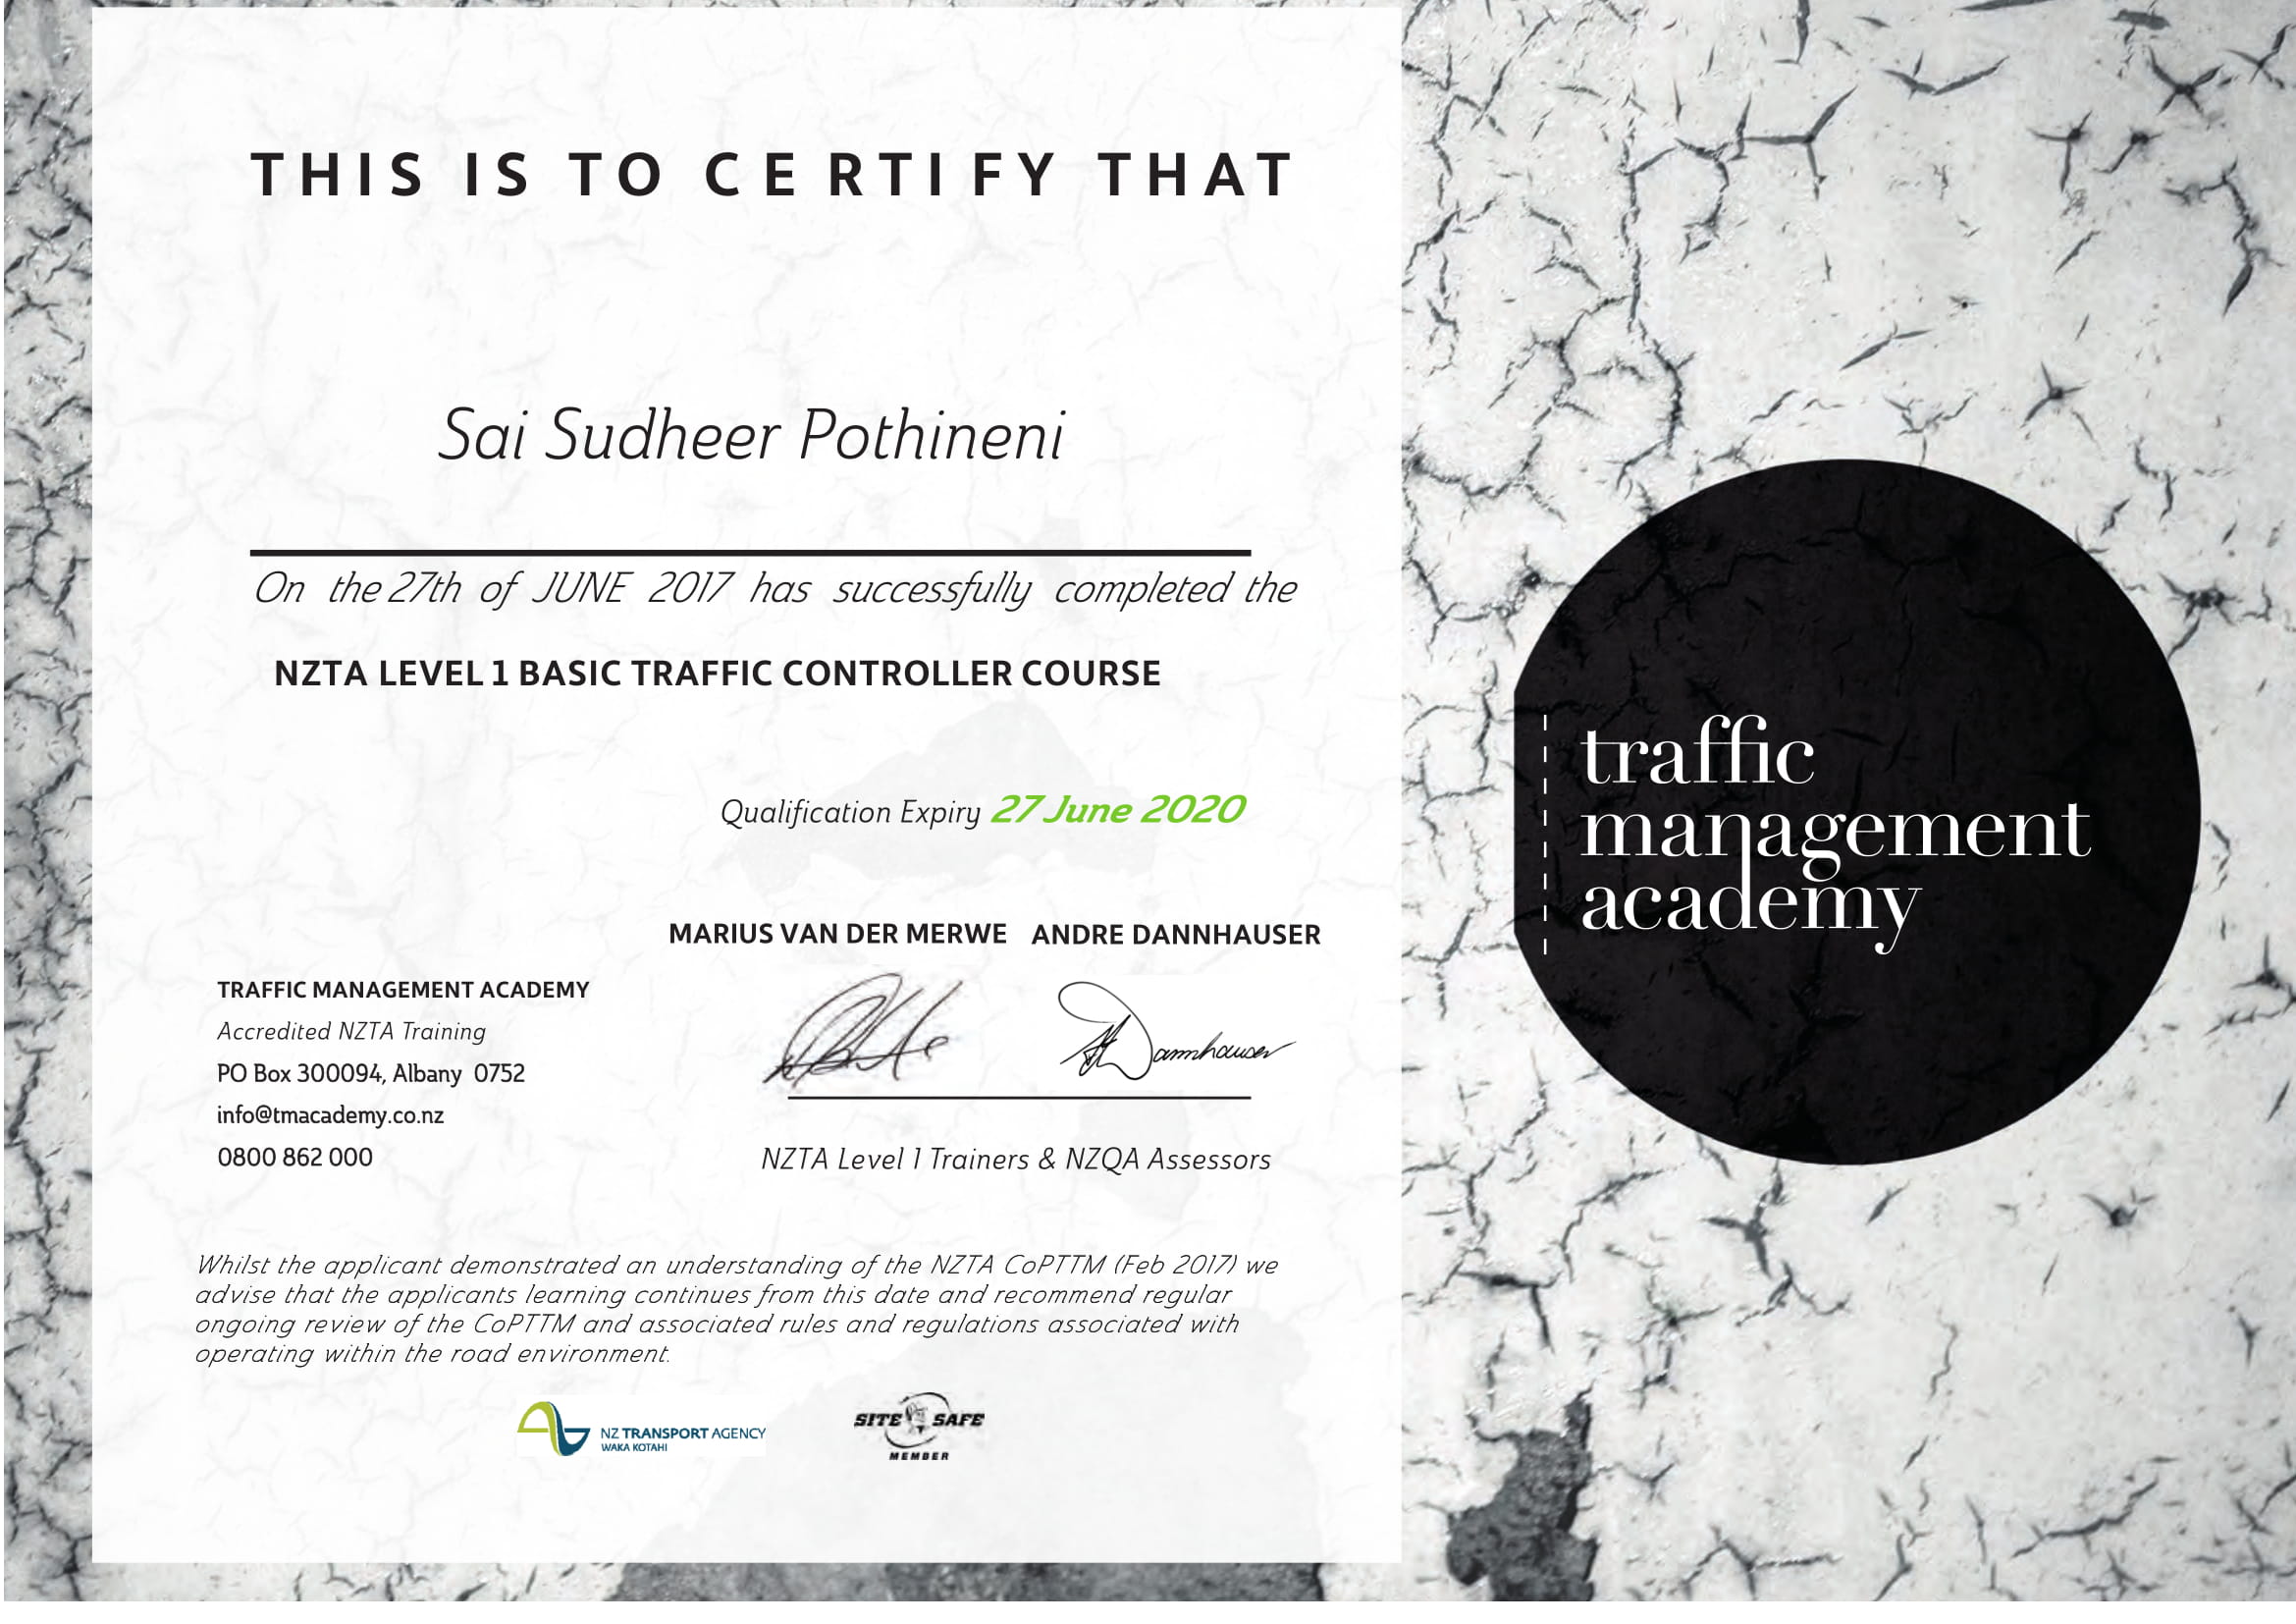 THIS IS TO CERTIFY THAT
Sai Sudheer Pothineni
On the 27th of JUNE 2017 has successfully completed the
NZTA LEVEL 1 BASIC TRAFFIC CONTROLLER COURSE
Qualification Expiry 27 June 2020
MARIUS VAN DER MERWE ANDRE DANNHAUSER
Dannhauser
NZTA Level 1 Trainers & NZQA Assessors
TRAFFIC MANAGEMENT ACADEMY
Accredited NZTA Training
PO Box 300094, Albany 0752
info@tmacademy.co.nz
0800 862 000
Whilst the applicant demonstrated an understanding of the NZTA CoPTTM (Feb 2017) we
advise that the applicants learning continues from this date and recommend regular
ongoing review of the CoPTTM and associated rules and regulations associated with
operating within the road environment.
NZ TRANSPORT AGENCY
WAKA KOTAHI
SITE SAFE
MEMBER
traffic
management
academy